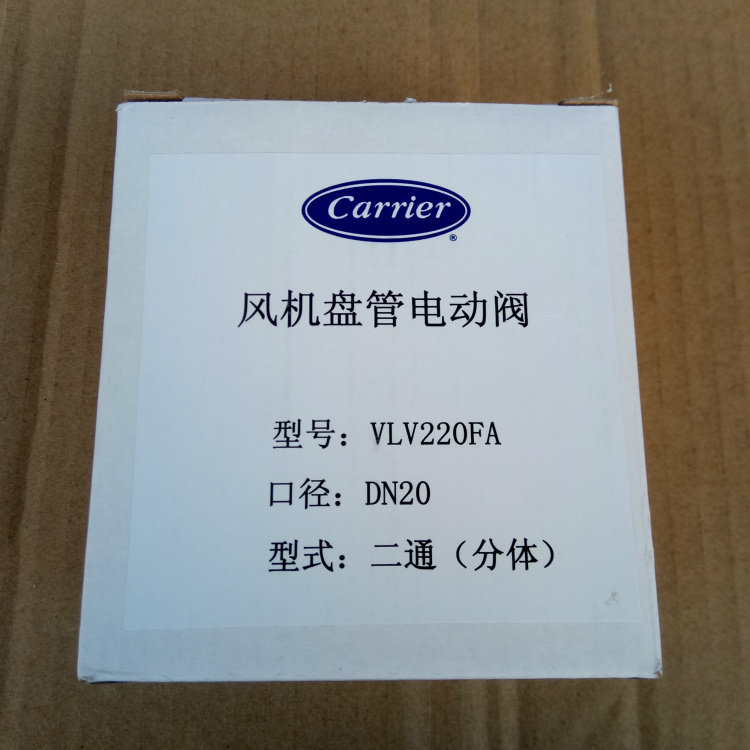 Carrier
®
风机盘管电动阀
型号：VLV220FA
口径：DN20
型式：二通（分体）